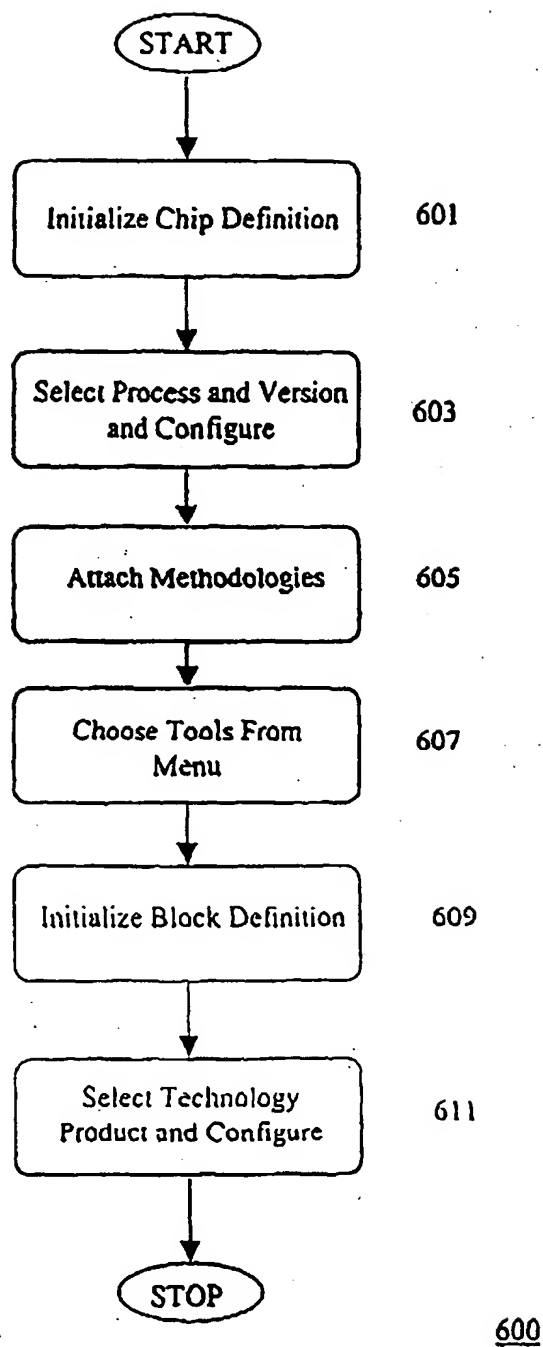 START
Initialize Chip Definition
601
Select Process and Version
and Configure
603
Attach Methodologies
605
Choose Tools From
Menu
607
Initialize Block Definition
609
Select Technology
Product and Configure
611
STOP
600